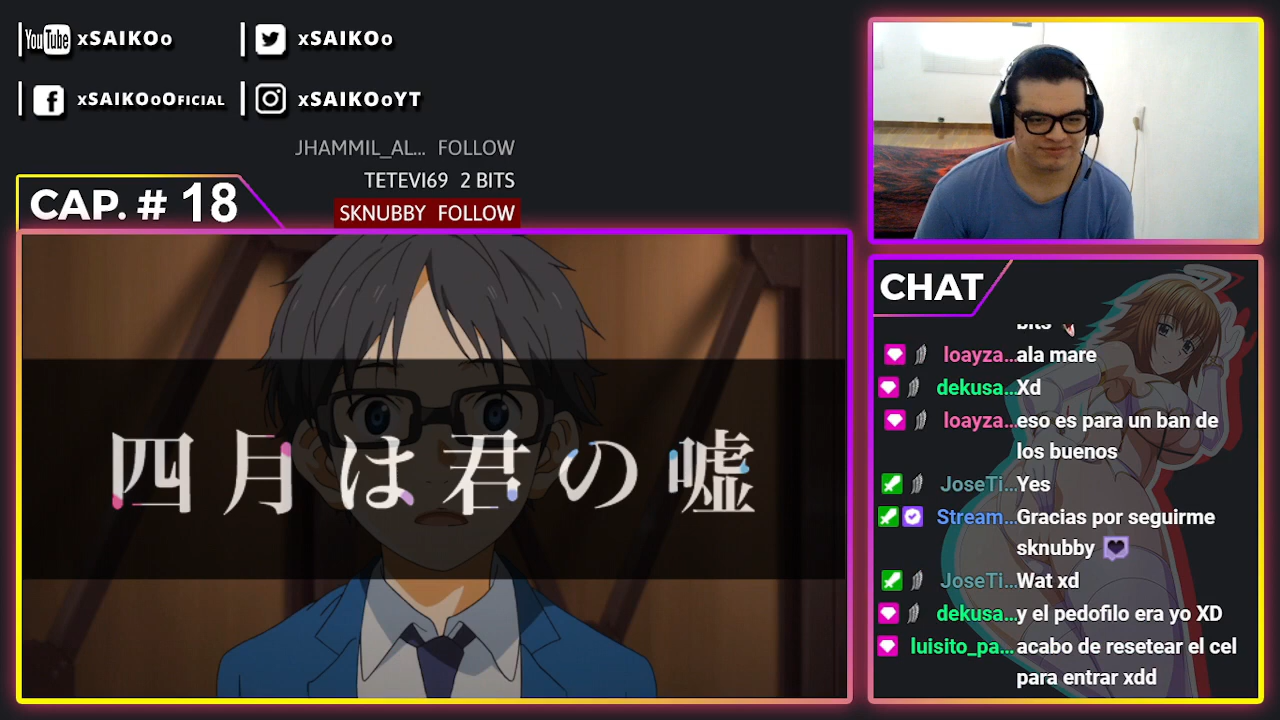 YouTube xSAIKOo
xSAIKOo
xSAIKOoOficial
xSAIKOoYT
JHAMMIL_AL... FOLLOW
TETEVI69 2 BITS
SKNUBBY FOLLOW
CAP. # 18
四月は君の嘘
CHAT
Bits
loayza...ala mare
dekusa...Xd
loayza...eso es para un ban de
los buenos
JoseTi...Yes
Stream...Gracias por seguirme
sknubby
JoseTi...Wat xd
dekusa...y el pedofilo era yo XD
luisito_pa...acabo de resetear el cel
para entrar xdd